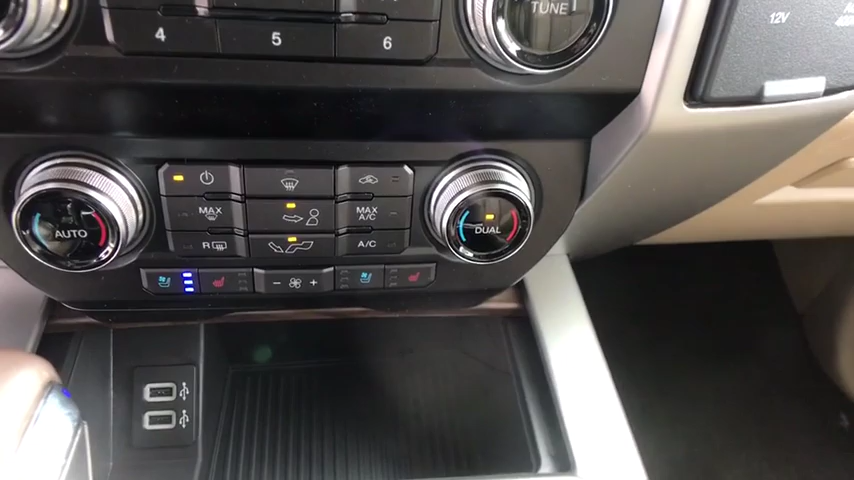 TUNE
4 5 6
12V
MAX
MAX
A/C
AUTO
DUAL
R
A/C
- +